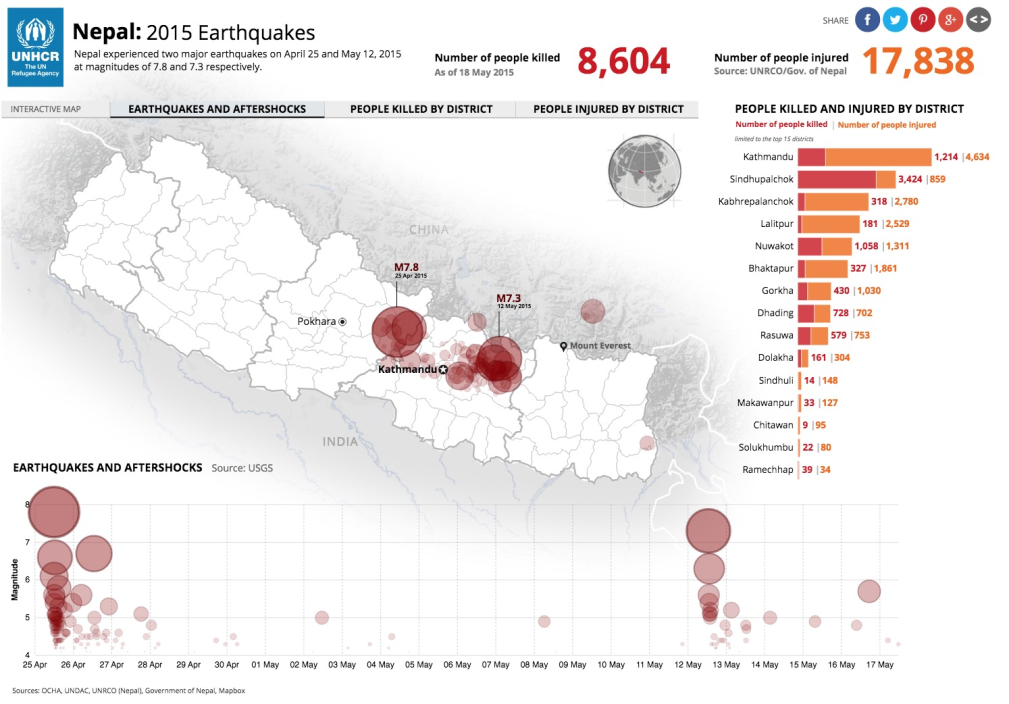 UNHCR
The UN
Refugee Agency
Nepal: 2015 Earthquakes
Nepal experienced two major earthquakes on April 25 and May 12, 2015
at magnitudes of 7.8 and 7.3 respectively.
Number of people killed
As of 18 May 2015
8,604
SHARE
f
g+
<>
Number of people injured
Source: UNRCO/Gov. of Nepal
17,838
INTERACTIVE MAP
EARTHQUAKES AND AFTERSHOCKS
PEOPLE KILLED BY DISTRICT
PEOPLE INJURED BY DISTRICT
CHINA
M7.8
25 Apr 2015
M7.3
12 May 2015
Pokhara
Mount Everest
Kathmandu
INDIA
PEOPLE KILLED AND INJURED BY DISTRICT
Number of people killed | Number of people injured
limited to the top 15 districts
Kathmandu 1,214 | 4,634
Sindhupalchok 3,424 | 859
Kabhrepalanchok 318 | 2,780
Lalitpur 181 | 2,529
Nuwakot 1,058 | 1,311
Bhaktapur 327 | 1,861
Gorkha 430 | 1,030
Dhading 728 | 702
Rasuwa 579 | 753
Dolakha 161 | 304
Sindhuli 14 | 148
Makawanpur 33 | 127
Chitawan 9 | 95
Solukhumbu 22 | 80
Ramechhap 39 | 34
EARTHQUAKES AND AFTERSHOCKS Source: USGS
Magnitude
8
7
6
5
4
25 Apr 26 Apr 27 Apr 28 Apr 29 Apr 30 Apr 01 May 02 May 03 May 04 May 05 May 06 May 07 May 08 May 09 May 10 May 11 May 12 May 13 May 14 May 15 May 16 May 17 May
Sources: OCHA, UNDAC, UNRCO (Nepal), Government of Nepal, Mapbox